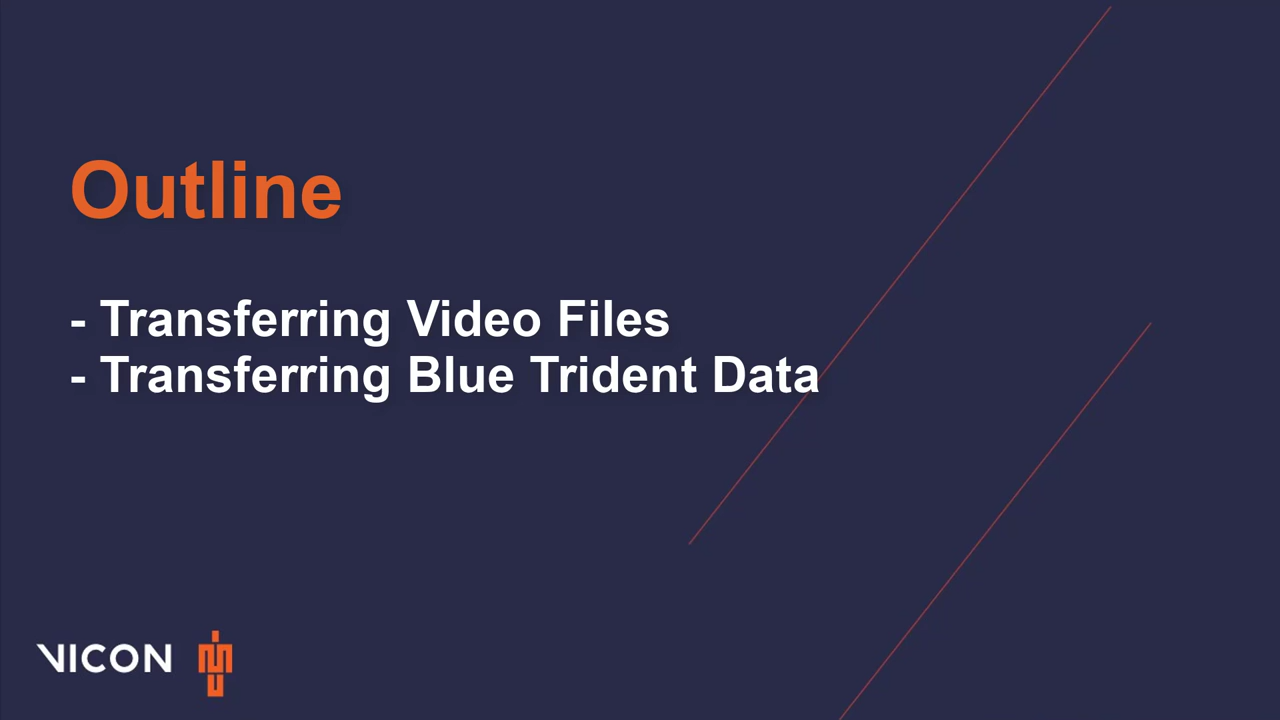 Outline
- Transferring Video Files
- Transferring Blue Trident Data
VICON